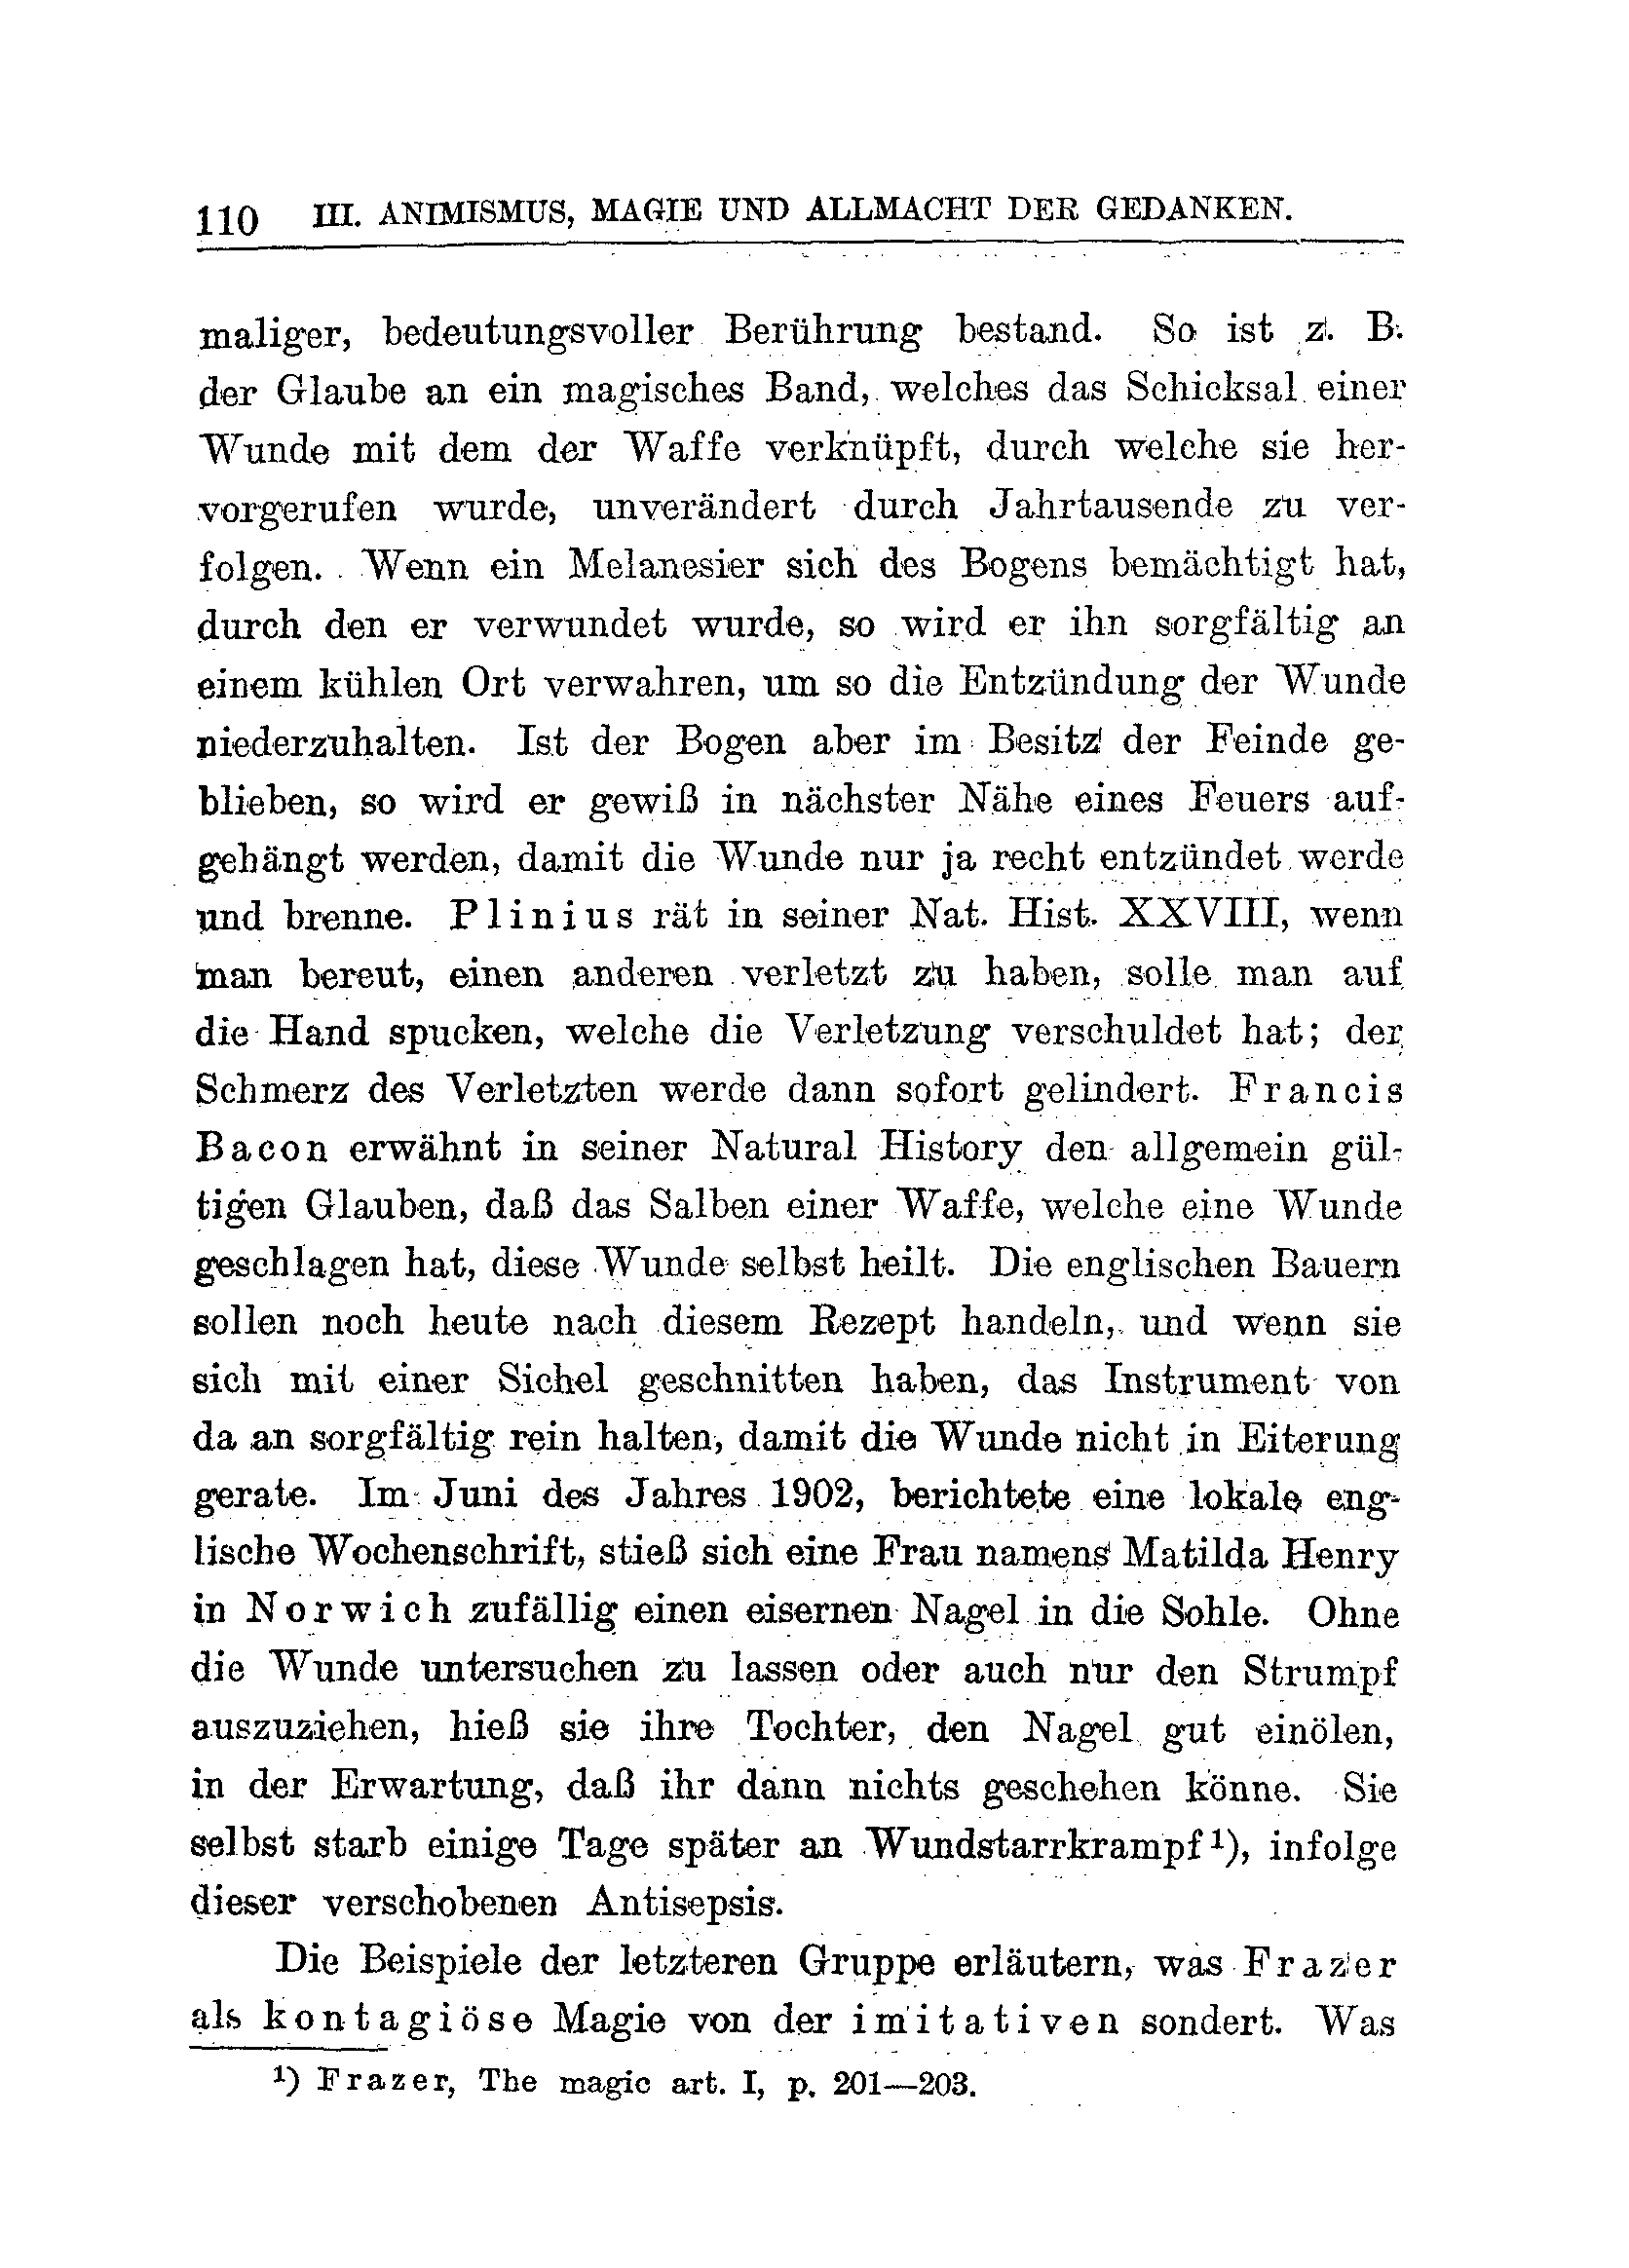 110 III. ANIMISMUS, MAGIE UND ALLMACHT DER GEDANKEN.
maliger, bedeutungsvoller Berührung bestand. So ist z. B.
der Glaube an ein magisches Band, welches das Schicksal einer
Wunde mit dem der Waffe verknüpft, durch welche sie her-
vorgerufen wurde, unverändert durch Jahrtausende zu ver-
folgen. Wenn ein Melanesier sich des Bogens bemächtigt hat,
durch den er verwundet wurde, so wird er ihn sorgfältig an
einem kühlen Ort verwahren, um so die Entzündung der Wunde
niederzuhalten. Ist der Bogen aber im Besitz der Feinde ge-
blieben, so wird er gewiß in nächster Nähe eines Feuers auf-
gehängt werden, damit die Wunde nur ja recht entzündet werde
und brenne. Plinius rät in seiner Nat. Hist. XXVIII, wenn
man bereut, einen anderen verletzt zu haben, solle man auf
die Hand spucken, welche die Verletzung verschuldet hat; der
Schmerz des Verletzten werde dann sofort gelindert. Francis
Bacon erwähnt in seiner Natural History den allgemein gül-
tigen Glauben, daß das Salben einer Waffe, welche eine Wunde
geschlagen hat, diese Wunde selbst heilt. Die englischen Bauern
sollen noch heute nach diesem Rezept handeln, und wenn sie
sich mit einer Sichel geschnitten haben, das Instrument von
da an sorgfältig rein halten, damit die Wunde nicht in Eiterung
gerate. Im Juni des Jahres 1902, berichtete eine lokale eng-
lische Wochenschrift, stieß sich eine Frau namens Matilda Henry
in Norwich zufällig einen eisernen Nagel in die Sohle. Ohne
die Wunde untersuchen zu lassen oder auch nur den Strumpf
auszuziehen, hieß sie ihre Tochter, den Nagel gut einölen,
in der Erwartung, daß ihr dann nichts geschehen könne. Sie
selbst starb einige Tage später an Wundstarrkrampf¹), infolge
dieser verschobenen Antisepsis.
Die Beispiele der letzteren Gruppe erläutern, was Frazer
als kontagiöse Magie von der imitativen sondert. Was
¹) Frazer, The magic art. I, p. 201—203.